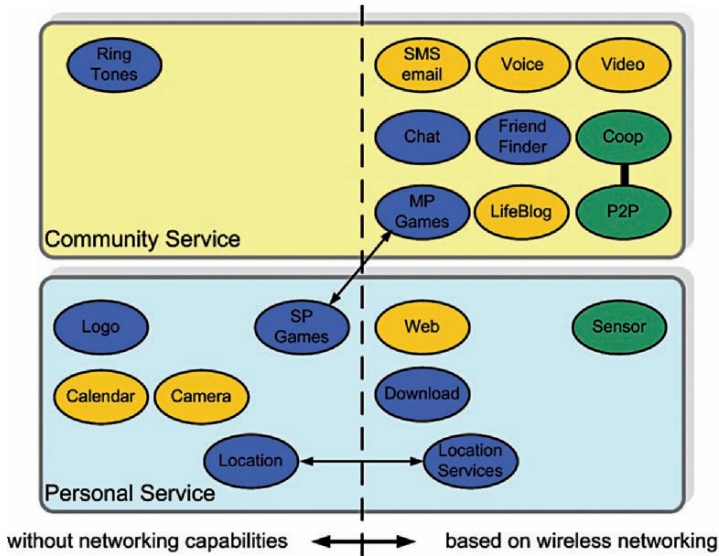 Ring
Tones
SMS
email
Voice
Video
Chat
Friend
Finder
Coop
MP
Games
LifeBlog
P2P
Community Service
Logo
SP
Games
Web
Sensor
Calendar
Camera
Download
Location
Location
Services
Personal Service
without networking capabilities
based on wireless networking